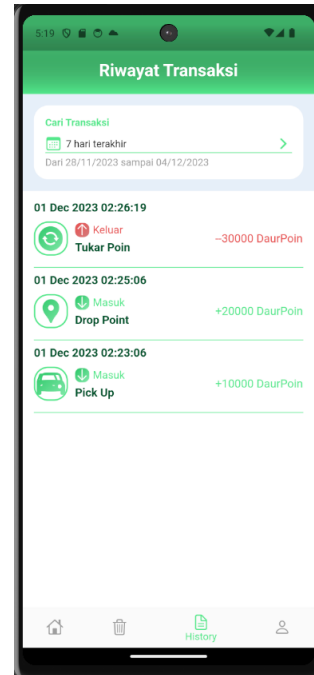 5:19
Riwayat Transaksi
Cari Transaksi
7 hari terakhir
Dari 28/11/2023 sampai 04/12/2023
01 Dec 2023 02:26:19
Keluar
Tukar Poin
--30000 DaurPoin
01 Dec 2023 02:25:06
Masuk
Drop Point
+20000 DaurPoin
01 Dec 2023 02:23:06
Masuk
Pick Up
+10000 DaurPoin
History